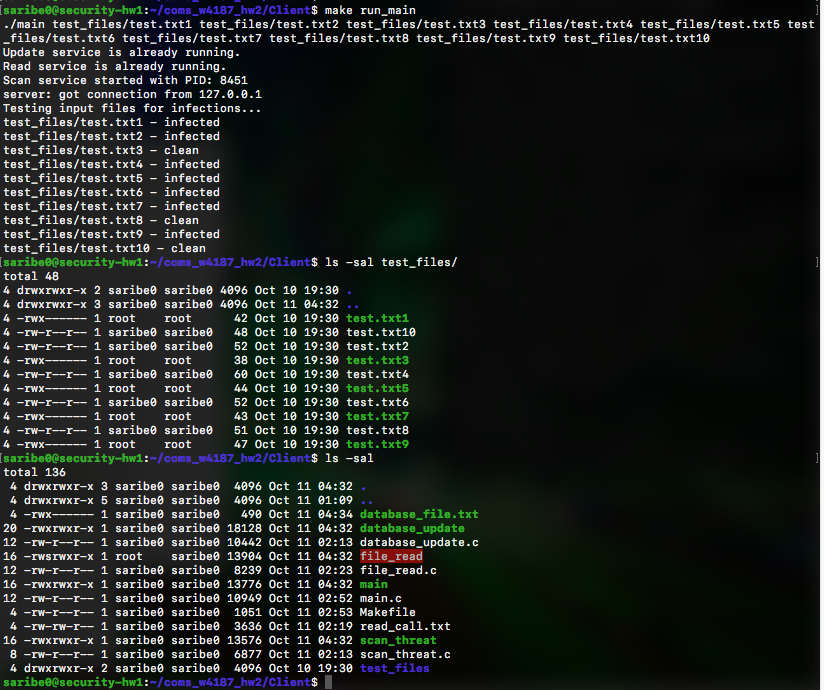 [saribe0@security-hw1:~/coms_w4187_hw2/Client$ make run_main ]
./main test_files/test.txt1 test_files/test.txt2 test_files/test.txt3 test_files/test.txt4 test_files/test.txt5 test
_files/test.txt6 test_files/test.txt7 test_files/test.txt8 test_files/test.txt9 test_files/test.txt10
Update service is already running.
Read service is already running.
Scan service started with PID: 8451
server: got connection from 127.0.0.1
Testing input files for infections...
test_files/test.txt1 - infected
test_files/test.txt2 - infected
test_files/test.txt3 - clean
test_files/test.txt4 - infected
test_files/test.txt5 - infected
test_files/test.txt6 - infected
test_files/test.txt7 - infected
test_files/test.txt8 - clean
test_files/test.txt9 - infected
test_files/test.txt10 - clean
[saribe0@security-hw1:~/coms_w4187_hw2/Client$ ls -sal test_files/ ]
total 48
4 drwxrwxr-x 2 saribe0 saribe0 4096 Oct 10 19:30 .
4 drwxrwxr-x 3 saribe0 saribe0 4096 Oct 11 04:32 ..
4 -rwx------ 1 root    root      42 Oct 10 19:30 test.txt1
4 -rw-r--r-- 1 saribe0 saribe0   48 Oct 10 19:30 test.txt10
4 -rw-r--r-- 1 saribe0 saribe0   52 Oct 10 19:30 test.txt2
4 -rwx------ 1 root    root      38 Oct 10 19:30 test.txt3
4 -rw-r--r-- 1 saribe0 saribe0   60 Oct 10 19:30 test.txt4
4 -rwx------ 1 root    root      44 Oct 10 19:30 test.txt5
4 -rw-r--r-- 1 saribe0 saribe0   52 Oct 10 19:30 test.txt6
4 -rwx------ 1 root    root      43 Oct 10 19:30 test.txt7
4 -rw-r--r-- 1 saribe0 saribe0   51 Oct 10 19:30 test.txt8
4 -rwx------ 1 root    root      47 Oct 10 19:30 test.txt9
[saribe0@security-hw1:~/coms_w4187_hw2/Client$ ls -sal ]
total 136
 4 drwxrwxr-x 3 saribe0 saribe0  4096 Oct 11 04:32 .
 4 drwxrwxr-x 5 saribe0 saribe0  4096 Oct 11 01:09 ..
 4 -rwx------ 1 saribe0 saribe0   490 Oct 11 04:34 database_file.txt
20 -rwxrwxr-x 1 saribe0 saribe0 18128 Oct 11 04:32 database_update
12 -rw-r--r-- 1 saribe0 saribe0 10442 Oct 11 02:13 database_update.c
16 -rwsrwxr-x 1 root    saribe0 13904 Oct 11 04:32 file_read
12 -rw-r--r-- 1 saribe0 saribe0  8239 Oct 11 02:23 file_read.c
16 -rwxrwxr-x 1 saribe0 saribe0 13776 Oct 11 04:32 main
12 -rw-r--r-- 1 saribe0 saribe0 10949 Oct 11 02:52 main.c
 4 -rw-r--r-- 1 saribe0 saribe0  1051 Oct 11 02:53 Makefile
 4 -rw-r--r-- 1 saribe0 saribe0  3636 Oct 11 02:19 read_call.txt
16 -rwxrwxr-x 1 saribe0 saribe0 13576 Oct 11 04:32 scan_threat
 8 -rw-r--r-- 1 saribe0 saribe0  6877 Oct 11 02:13 scan_threat.c
 4 drwxrwxr-x 2 saribe0 saribe0  4096 Oct 10 19:30 test_files
saribe0@security-hw1:~/coms_w4187_hw2/Client$